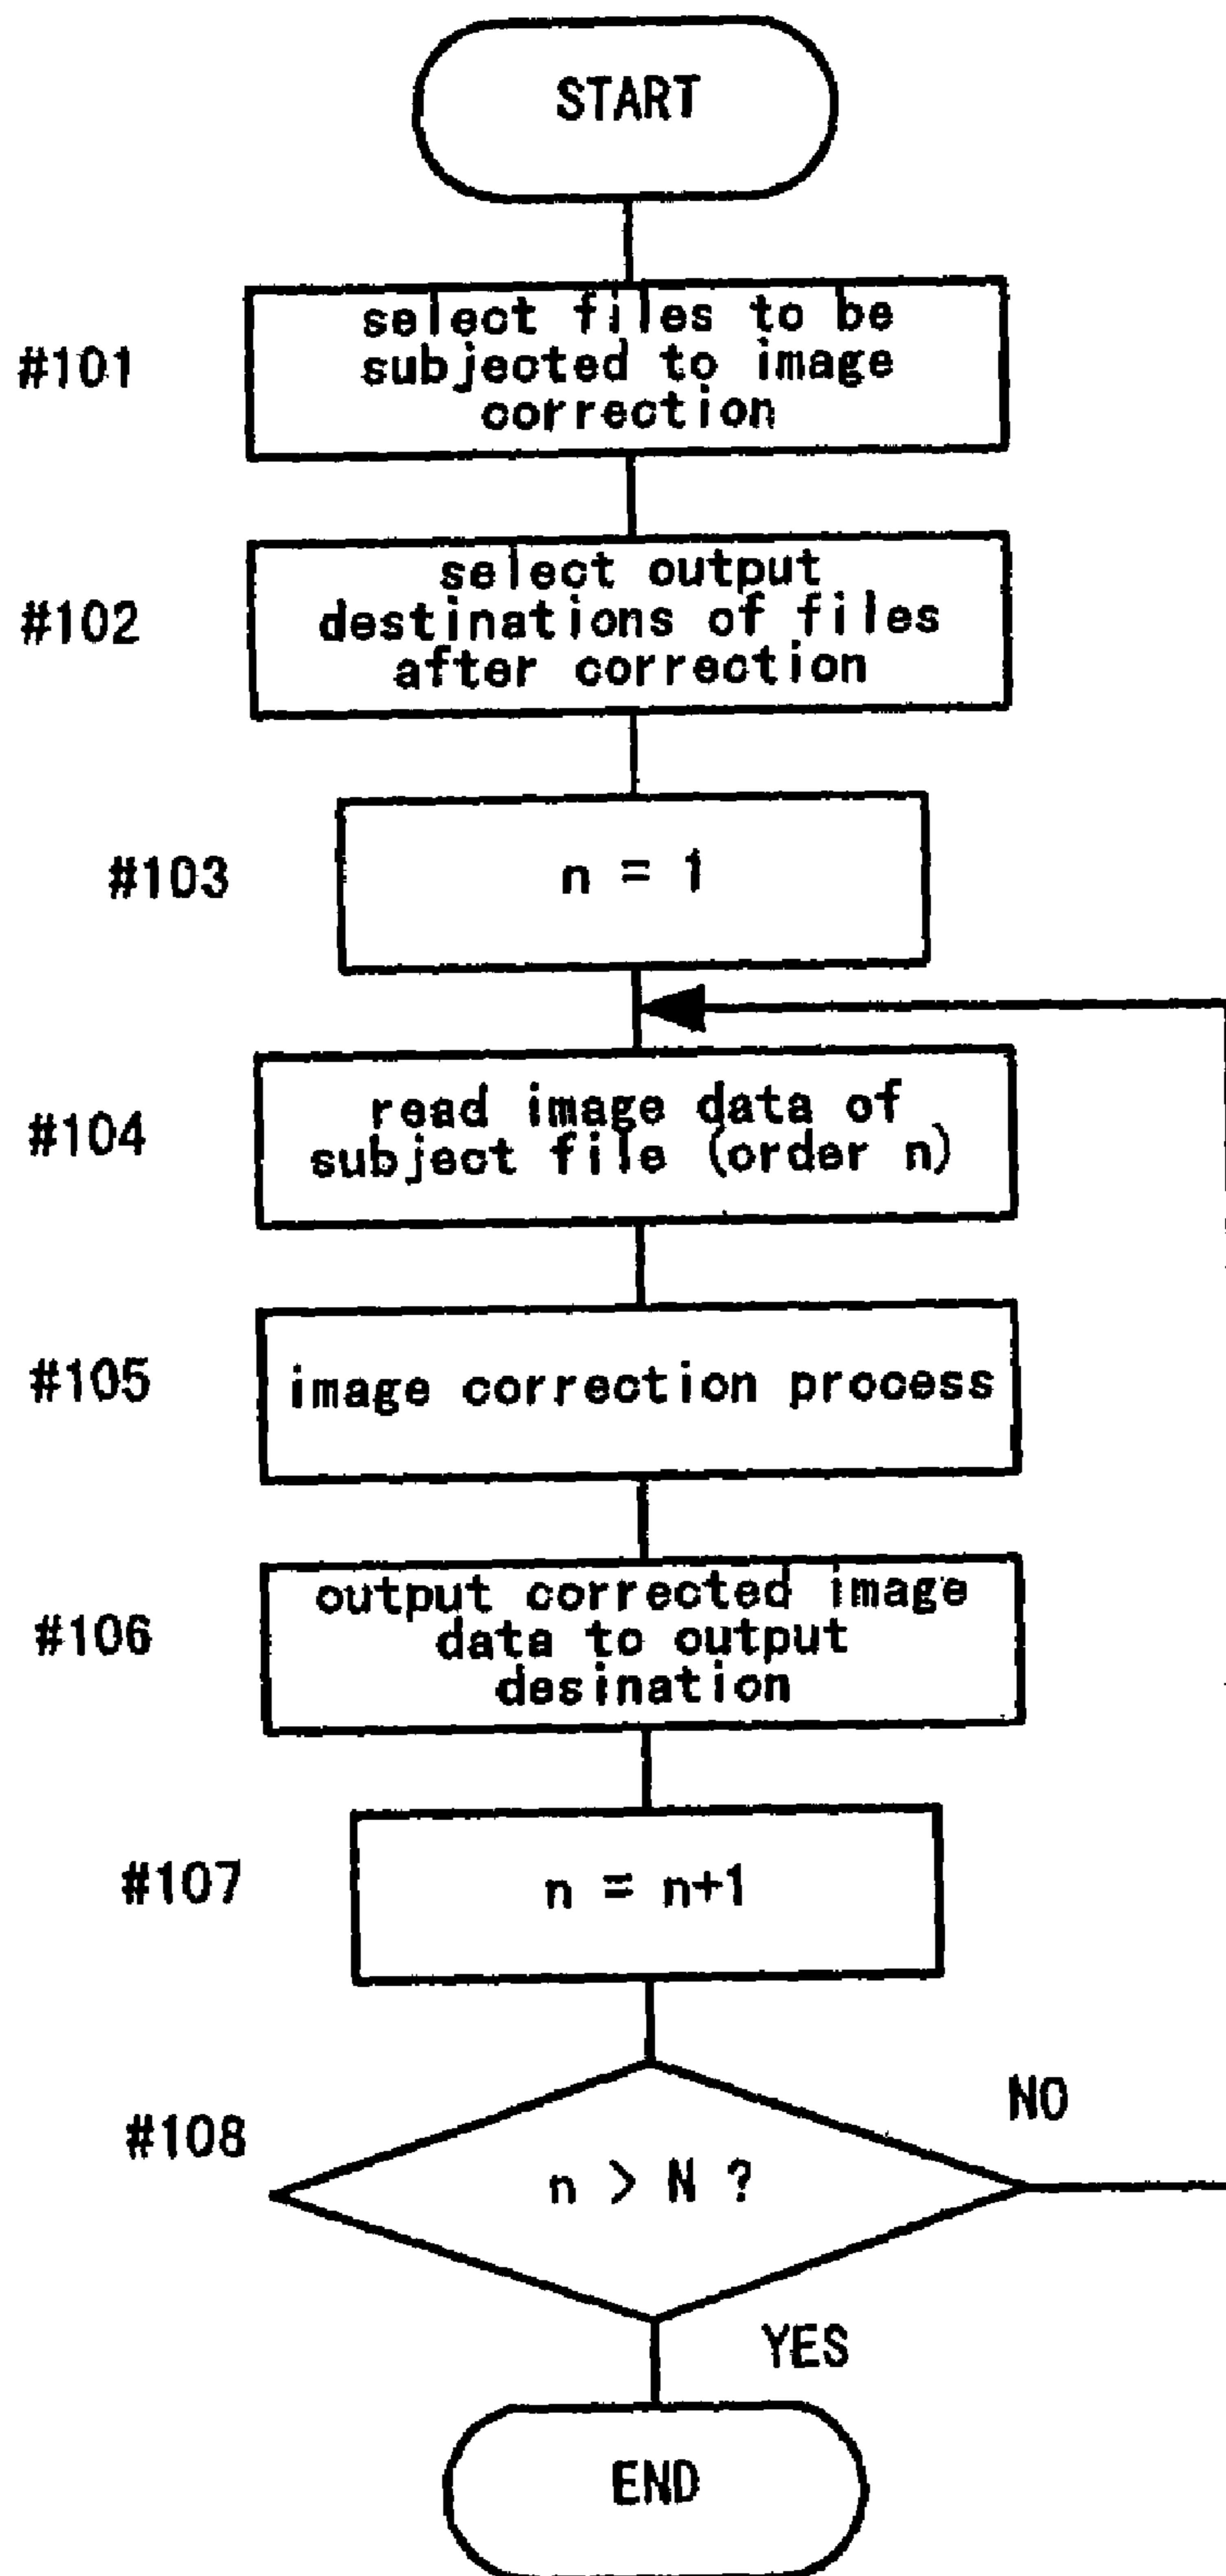 START
#101
select files to be
subjected to image
correction
#102
select output
destinations of files
after correction
#103
n = 1
#104
read image data of
subject file (order n)
#105
image correction process
#106
output corrected image
data to output
desination
#107
n = n+1
#108
n > N ?
NO
YES
END